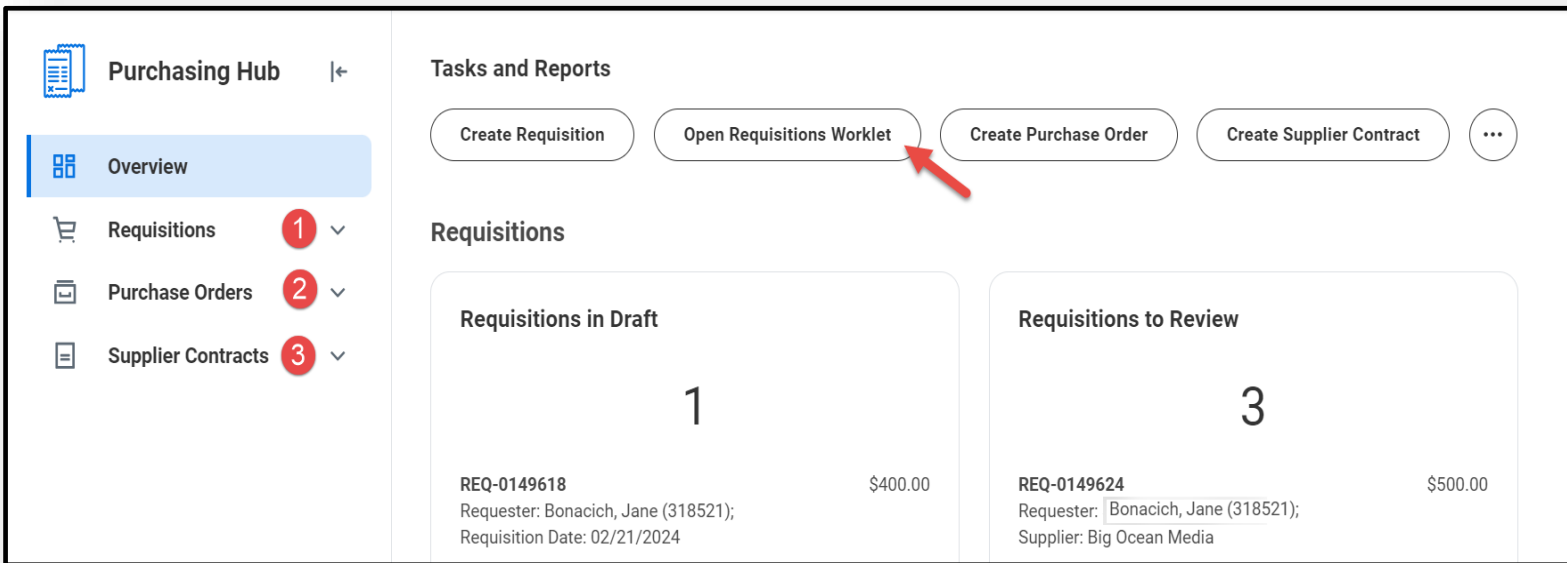 Purchasing Hub
Overview
Requisitions 1
Purchase Orders 2
Supplier Contracts 3
Tasks and Reports
Create Requisition
Open Requisitions Worklet
Create Purchase Order
Create Supplier Contract
...
Requisitions
Requisitions in Draft
1
REQ-0149618 $400.00
Requester: Bonacich, Jane (318521);
Requisition Date: 02/21/2024
Requisitions to Review
3
REQ-0149624 $500.00
Requester: Bonacich, Jane (318521);
Supplier: Big Ocean Media